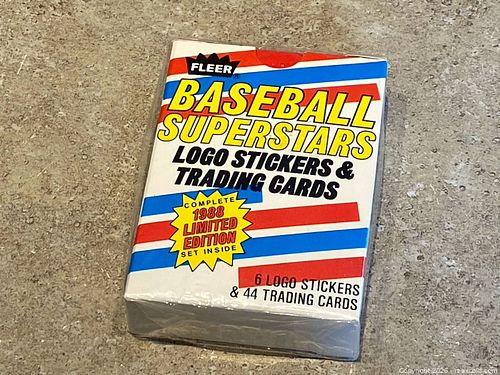 FLEER
BASEBALL
SUPERSTARS
LOGO STICKERS &
TRADING CARDS
COMPLETE
1988
LIMITED
EDITION
SET INSIDE
6 LOGO STICKERS
& 44 TRADING CARDS